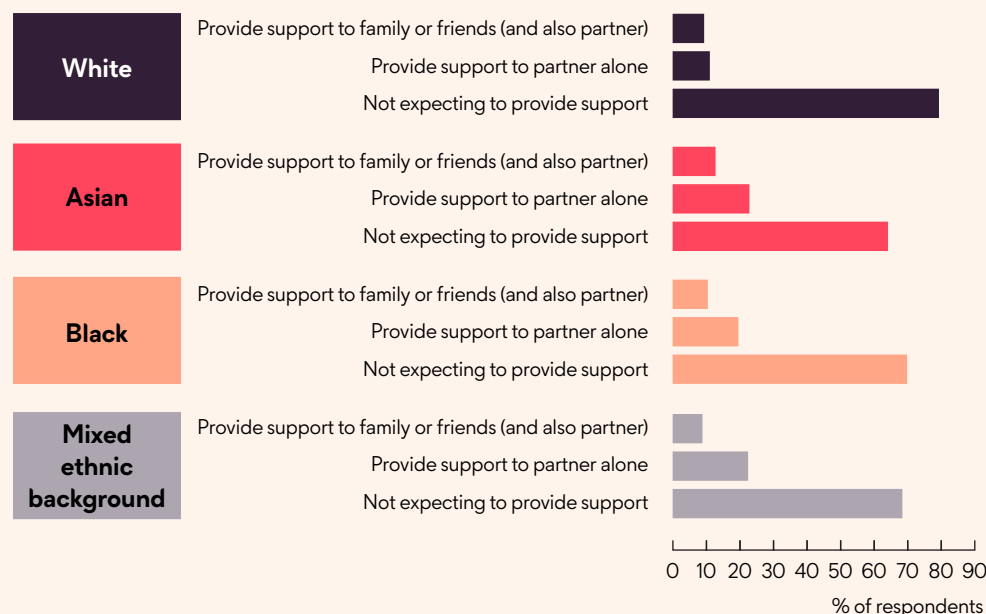 White
Provide support to family or friends (and also partner)
Provide support to partner alone
Not expecting to provide support
Asian
Provide support to family or friends (and also partner)
Provide support to partner alone
Not expecting to provide support
Black
Provide support to family or friends (and also partner)
Provide support to partner alone
Not expecting to provide support
Mixed
ethnic
background
Provide support to family or friends (and also partner)
Provide support to partner alone
Not expecting to provide support
0 10 20 30 40 50 60 70 80 90
% of respondents